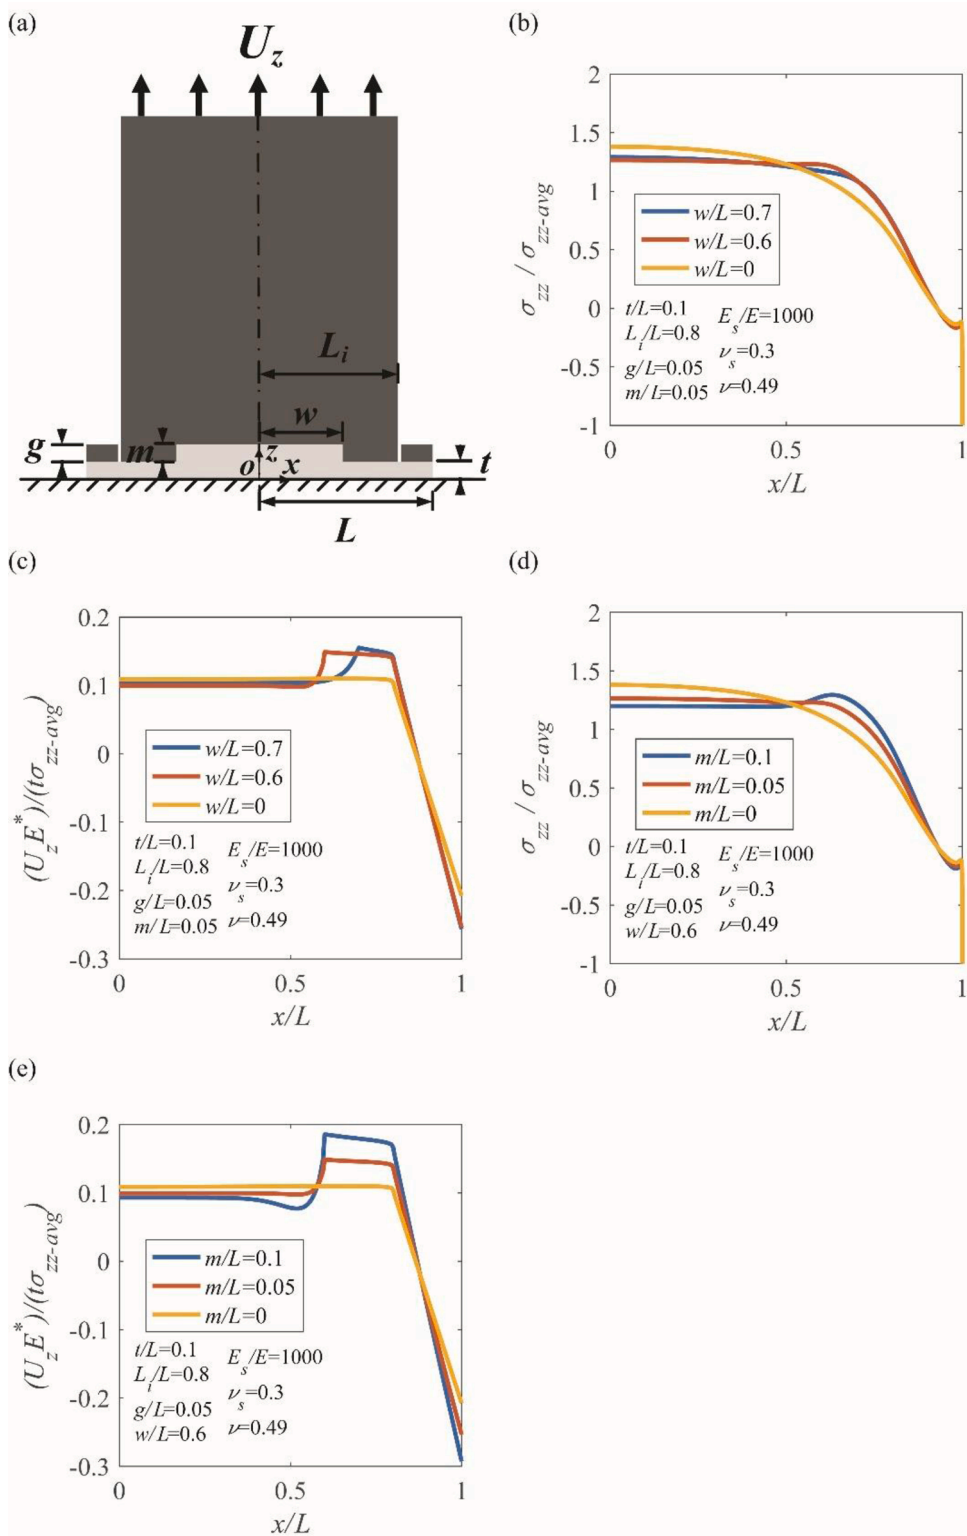 (a)
U_z
L_i
w
g
m
z
o
x
t
L
(b)
2
1.5
1
0.5
0
-0.5
-1
σ_zz / σ_zz-avg
w/L=0.7
w/L=0.6
w/L=0
t/L=0.1
L_i/L=0.8
g/L=0.05
m/L=0.05
E_s/E=1000
ν_s=0.3
ν=0.49
0 0.5 1
x/L
(c)
0.2
0.1
0
-0.1
-0.2
-0.3
(U_z E*)/(tσ_zz-avg)
w/L=0.7
w/L=0.6
w/L=0
t/L=0.1
L_i/L=0.8
g/L=0.05
m/L=0.05
E_s/E=1000
ν_s=0.3
ν=0.49
0 0.5 1
x/L
(d)
2
1.5
1
0.5
0
-0.5
-1
σ_zz / σ_zz-avg
m/L=0.1
m/L=0.05
m/L=0
t/L=0.1
L_i/L=0.8
g/L=0.05
w/L=0.6
E_s/E=1000
ν_s=0.3
ν=0.49
0 0.5 1
x/L
(e)
0.2
0.1
0
-0.1
-0.2
-0.3
(U_z E*)/(tσ_zz-avg)
m/L=0.1
m/L=0.05
m/L=0
t/L=0.1
L_i/L=0.8
g/L=0.05
w/L=0.6
E_s/E=1000
ν_s=0.3
ν=0.49
0 0.5 1
x/L